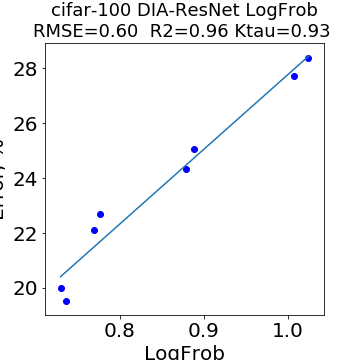 cifar-100 DIA-ResNet LogFrob
RMSE=0.60 R2=0.96 Ktau=0.93
28
26
24
22
20
0.8 0.9 1.0
LogFrob